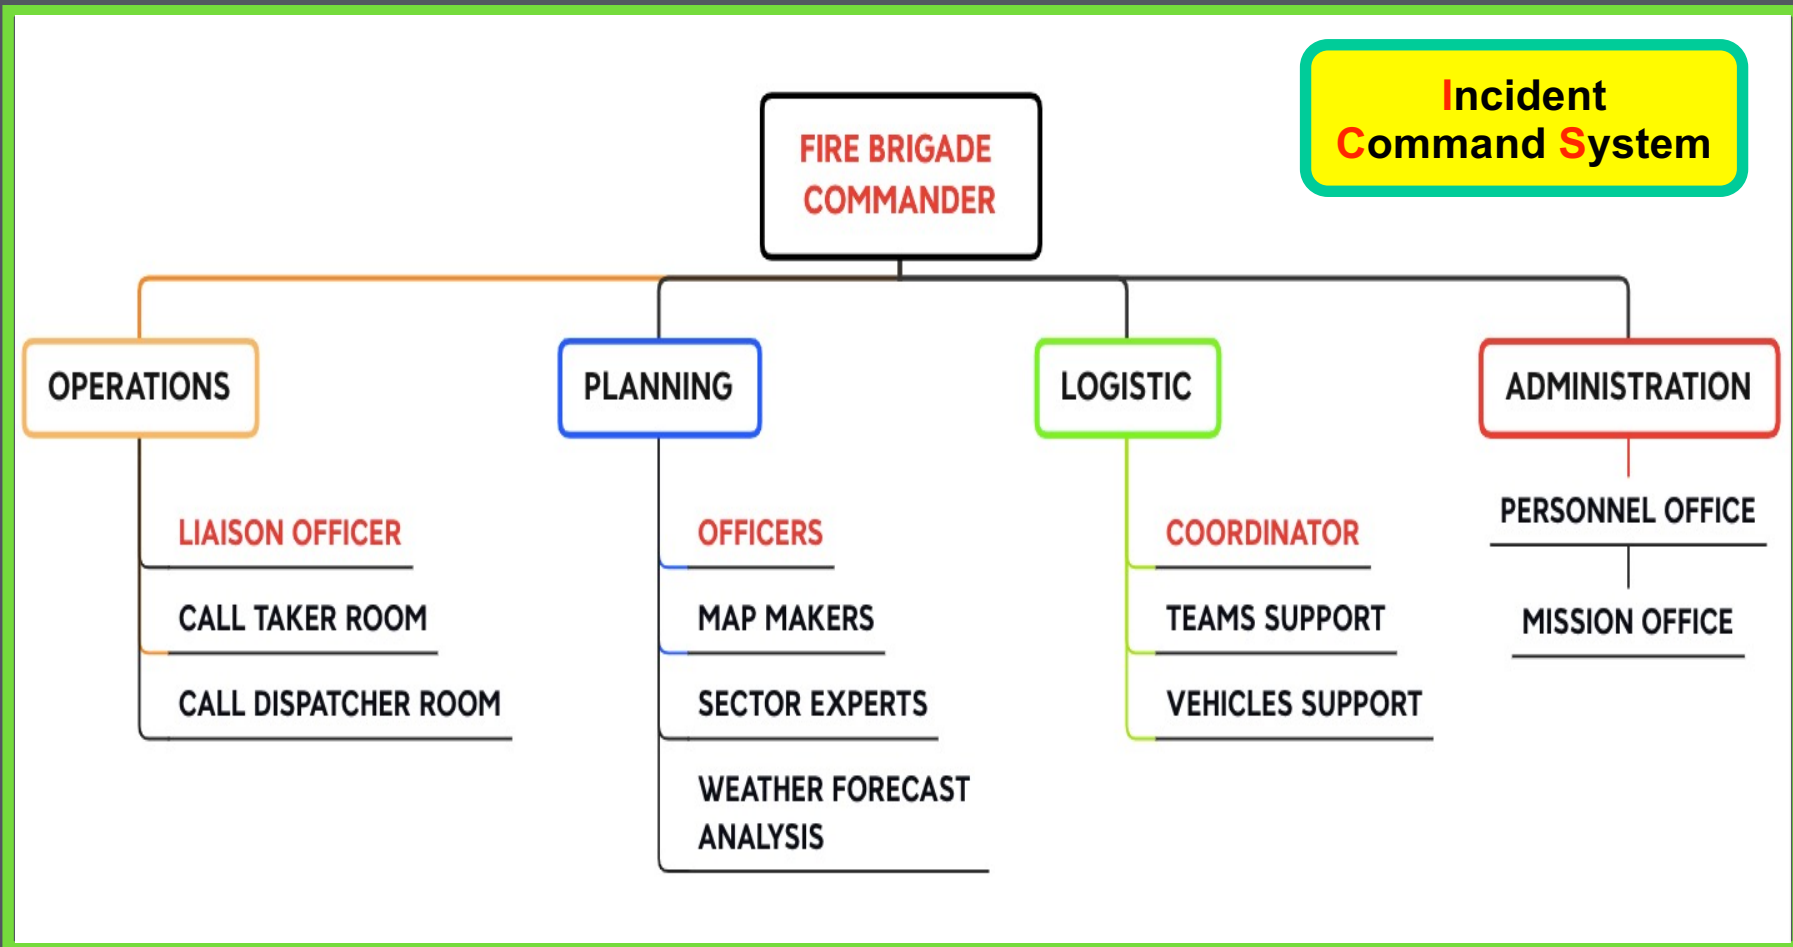 Incident
Command System
FIRE BRIGADE
COMMANDER
OPERATIONS
PLANNING
LOGISTIC
ADMINISTRATION
LIAISON OFFICER
CALL TAKER ROOM
CALL DISPATCHER ROOM
OFFICERS
MAP MAKERS
SECTOR EXPERTS
WEATHER FORECAST
ANALYSIS
COORDINATOR
TEAMS SUPPORT
VEHICLES SUPPORT
PERSONNEL OFFICE
MISSION OFFICE